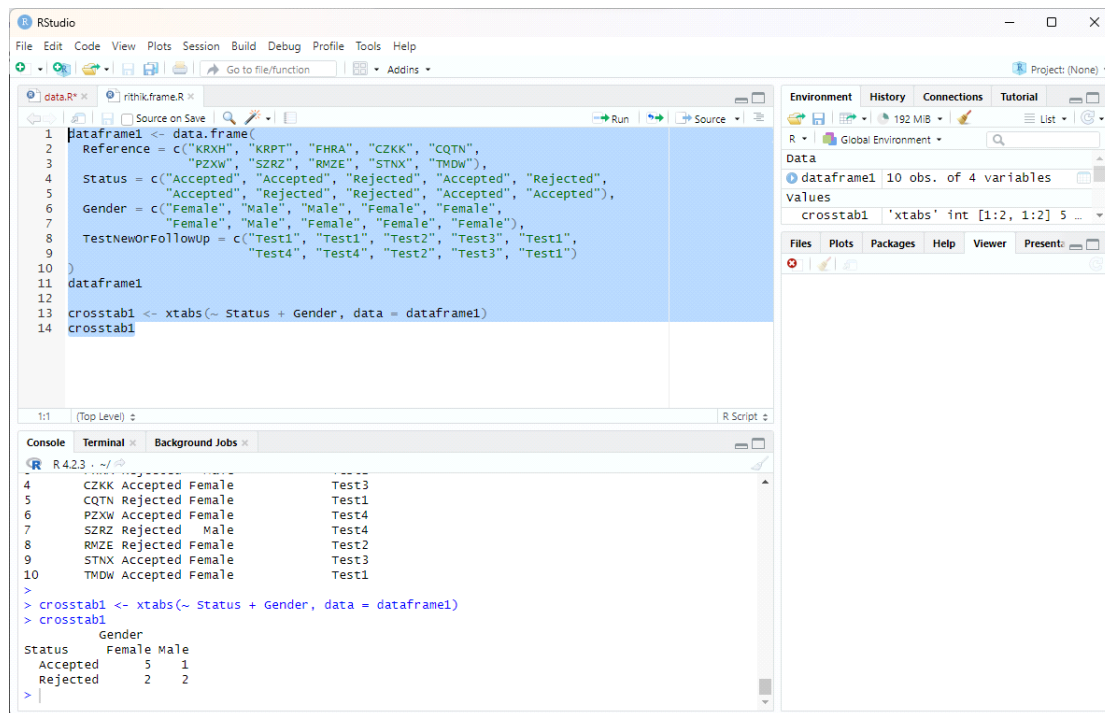 RStudio
File Edit Code View Plots Session Build Debug Profile Tools Help
Go to file/function Addins Project: (None)
data.R* rithik.frame.R
Source on Save Run Source
1 dataframe1 <- data.frame(
2 Reference = c("KRXH", "KRPT", "FHRA", "CZKK", "CQTN",
3 "PZXW", "SZRZ", "RMZE", "STNX", "TMDW"),
4 Status = c("Accepted", "Accepted", "Rejected", "Accepted", "Rejected",
5 "Accepted", "Rejected", "Rejected", "Accepted", "Accepted"),
6 Gender = c("Female", "Male", "Male", "Female", "Female",
7 "Female", "Male", "Female", "Female", "Female"),
8 TestNewOrFollowUp = c("Test1", "Test1", "Test2", "Test3", "Test1",
9 "Test4", "Test4", "Test2", "Test3", "Test1")
10 )
11 dataframe1
12
13 crosstab1 <- xtabs(~ Status + Gender, data = dataframe1)
14 crosstab1
1:1 (Top Level) R Script
Console Terminal Background Jobs
R 4.2.3 · ~/
4 CZKK Accepted Female Test3
5 CQTN Rejected Female Test1
6 PZXW Accepted Female Test4
7 SZRZ Rejected Male Test4
8 RMZE Rejected Female Test2
9 STNX Accepted Female Test3
10 TMDW Accepted Female Test1
>
> crosstab1 <- xtabs(~ Status + Gender, data = dataframe1)
> crosstab1
Gender
Status Female Male
Accepted 5 1
Rejected 2 2
>
Environment History Connections Tutorial
192 MiB List
R Global Environment
Data
dataframe1 10 obs. of 4 variables
Values
crosstab1 'xtabs' int [1:2, 1:2] 5 …
Files Plots Packages Help Viewer Presenta